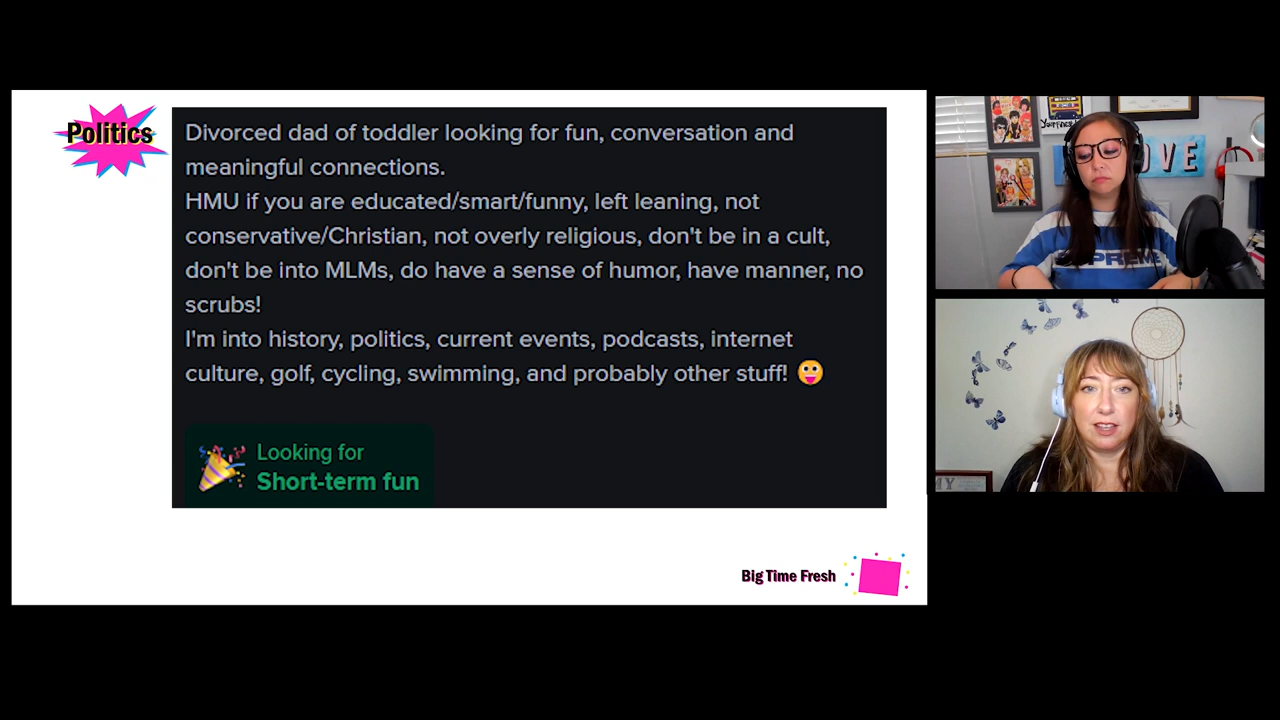 Politics
Divorced dad of toddler looking for fun, conversation and
meaningful connections.
HMU if you are educated/smart/funny, left leaning, not
conservative/Christian, not overly religious, don't be in a cult,
don't be into MLMs, do have a sense of humor, have manner, no
scrubs!
I'm into history, politics, current events, podcasts, internet
culture, golf, cycling, swimming, and probably other stuff! 😛
Looking for
Short-term fun
Big Time Fresh
OVE
SUPREME
MY